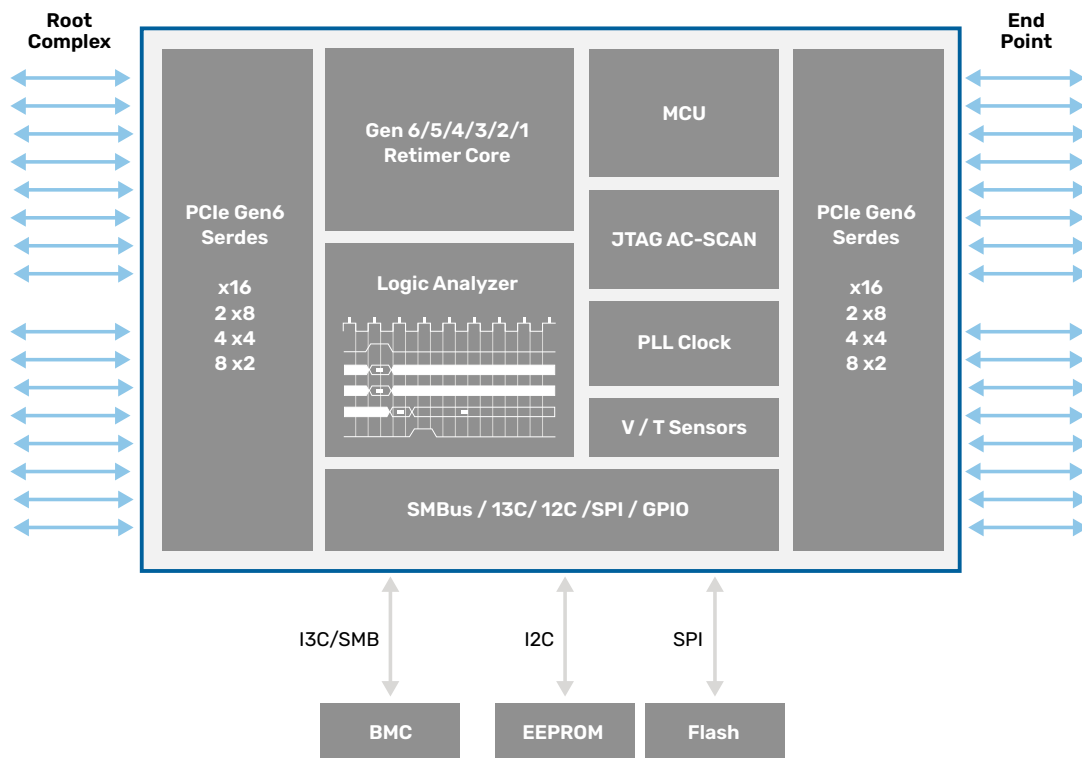 Root
Complex
End
Point
PCIe Gen6
Serdes
x16
2 x8
4 x4
8 x2
Gen 6/5/4/3/2/1
Retimer Core
Logic Analyzer
MCU
JTAG AC-SCAN
PLL Clock
V / T Sensors
PCIe Gen6
Serdes
x16
2 x8
4 x4
8 x2
SMBus / 13C/ 12C /SPI / GPIO
I3C/SMB
I2C
SPI
BMC
EEPROM
Flash